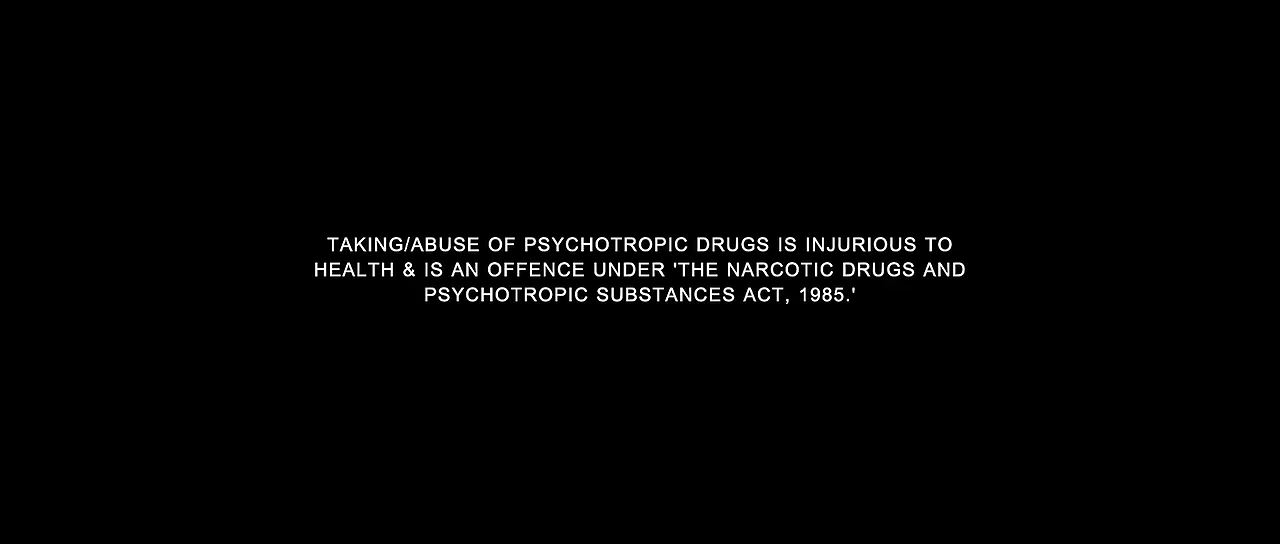 TAKING/ABUSE OF PSYCHOTROPIC DRUGS IS INJURIOUS TO
HEALTH & IS AN OFFENCE UNDER 'THE NARCOTIC DRUGS AND
PSYCHOTROPIC SUBSTANCES ACT, 1985.'